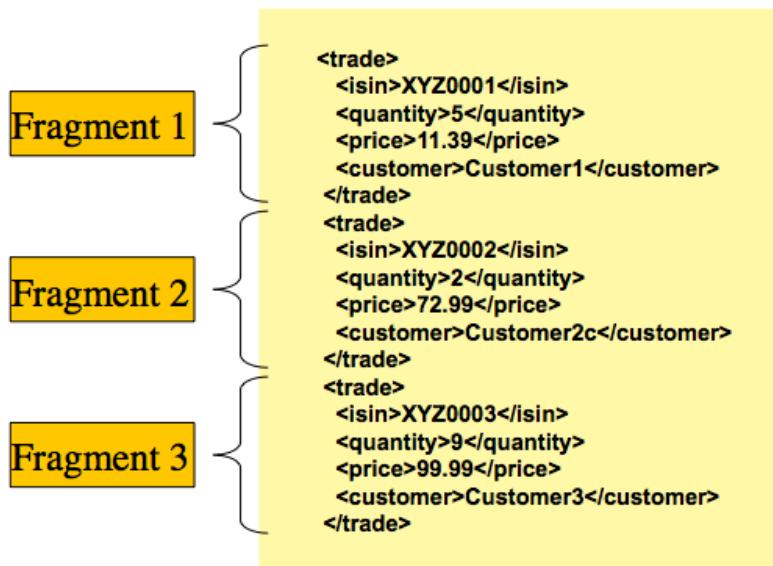 <trade>
<isin>XYZ0001</isin>
<quantity>5</quantity>
Fragment 1
<price>11.39</price>
<customer>Customer1</customer>
</trade>
<trade>
<isin>XYZ0002</isin>
<quantity>2</quantity>
Fragment 2
<price>72.99</price>
<customer>Customer2c</customer>
</trade>
<trade>
<isin>XYZ0003</isin>
<quantity>9</quantity>
Fragment 3
<price>99.99</price>
<customer>Customer3</customer>
</trade>